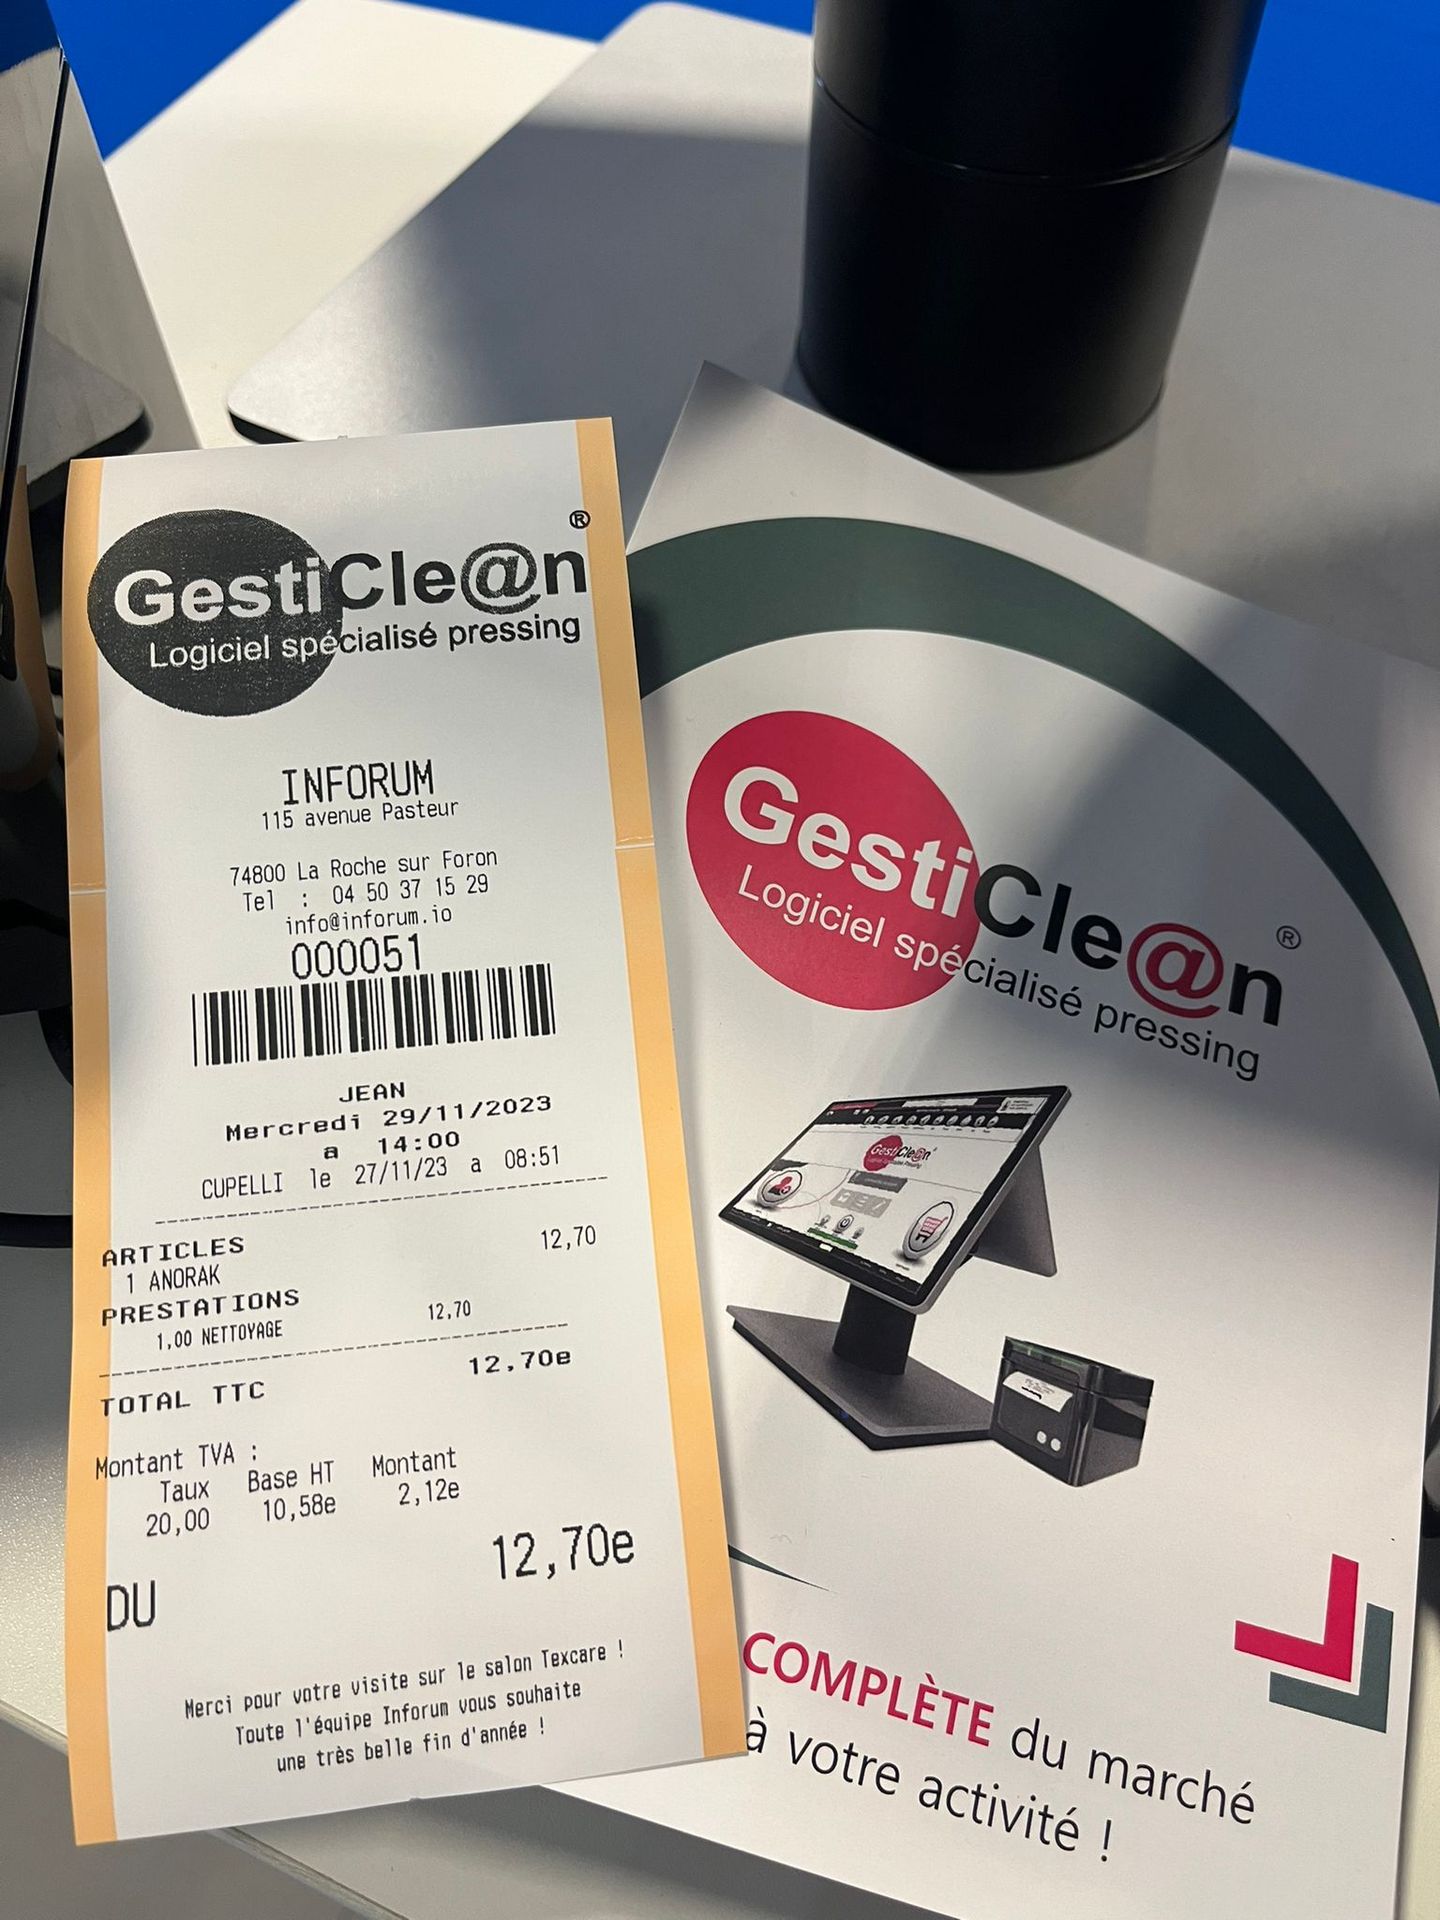 GestiCle@n®
Logiciel spécialisé pressing
INFORUM
115 avenue Pasteur
74800 La Roche sur Foron
Tel : 04 50 37 15 29
info@inforum.io
000051
JEAN
Mercredi 29/11/2023
a 14:00
CUPELLI le 27/11/23 a 08:51
ARTICLES 12,70
1 ANORAK
PRESTATIONS
1,00 NETTOYAGE 12,70
TOTAL TTC 12,70e
Montant TVA :
Taux Base HT Montant
20,00 10,58e 2,12e
DU 12,70e
Merci pour votre visite sur le salon Texcare !
Toute l'équipe Inforum vous souhaite
une très belle fin d'année !
GestiCle@n®
Logiciel spécialisé pressing
GestiCle@n
COMPLÈTE du marché
à votre activité !